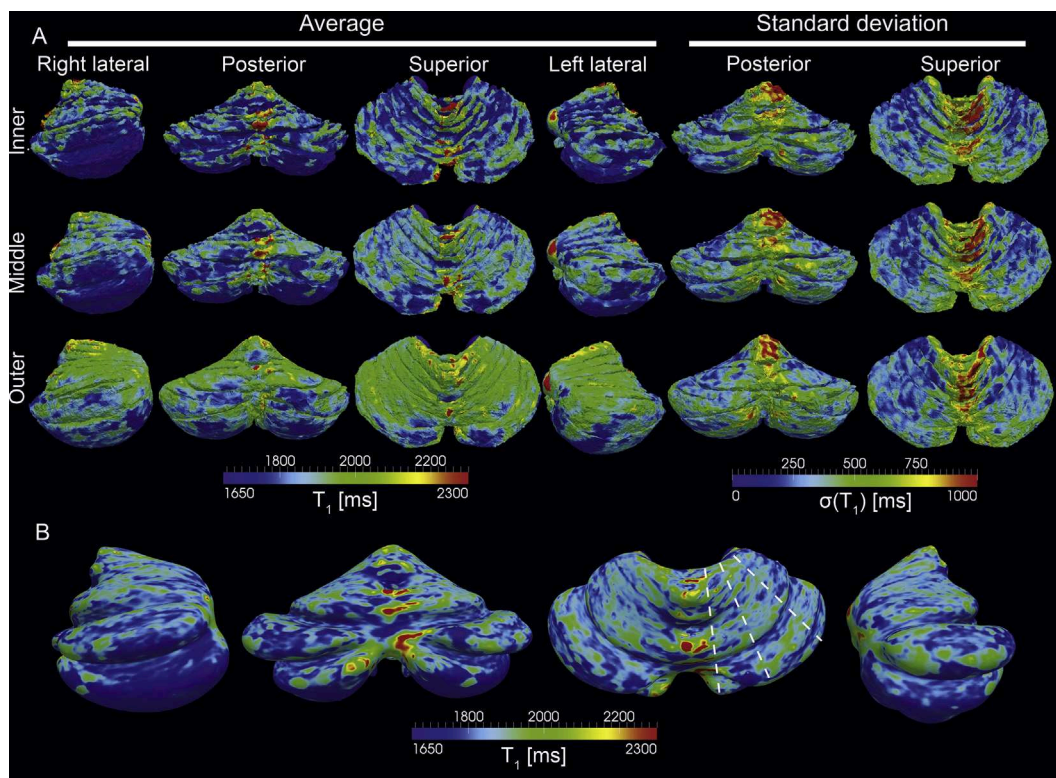 A
Average
Standard deviation
Right lateral
Posterior
Superior
Left lateral
Posterior
Superior
Inner
Middle
Outer
1800 2000 2200
1650 2300
T₁ [ms]
250 500 750
0 1000
σ(T₁) [ms]
B
1800 2000 2200
1650 2300
T₁ [ms]